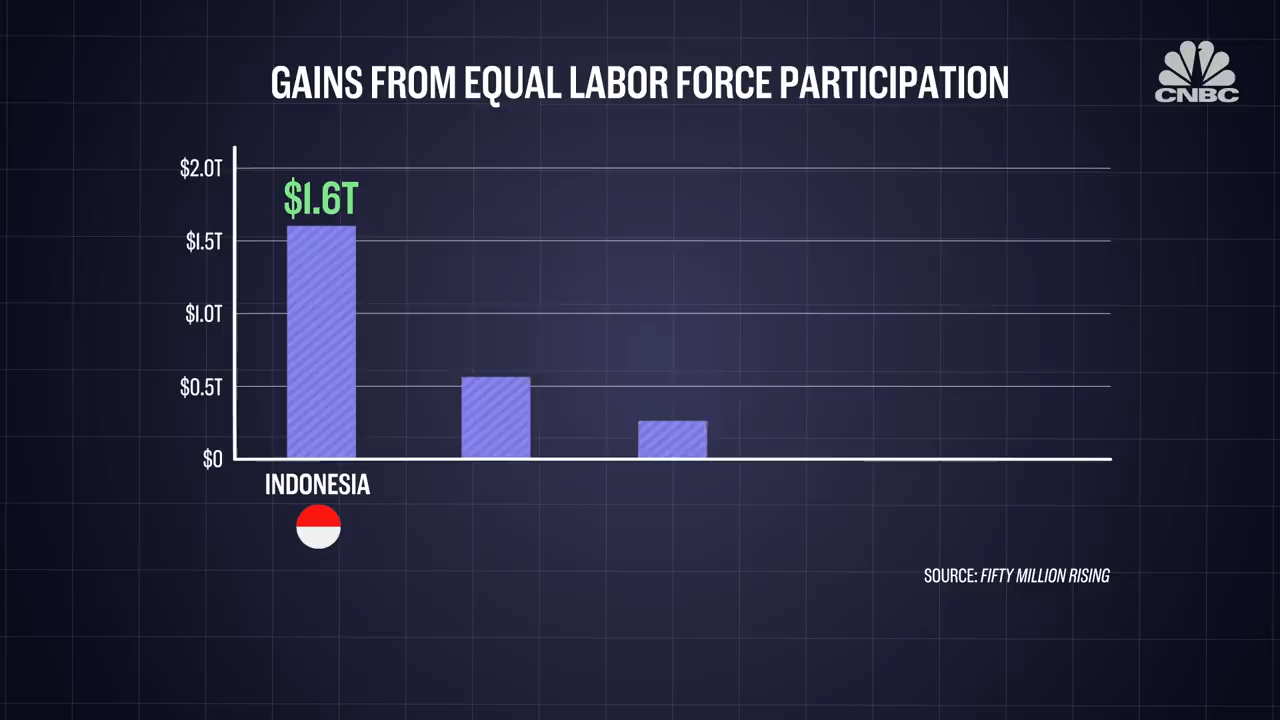 GAINS FROM EQUAL LABOR FORCE PARTICIPATION
CNBC
$2.0T
$1.6T
$1.5T
$1.0T
$0.5T
$0
INDONESIA
SOURCE: FIFTY MILLION RISING